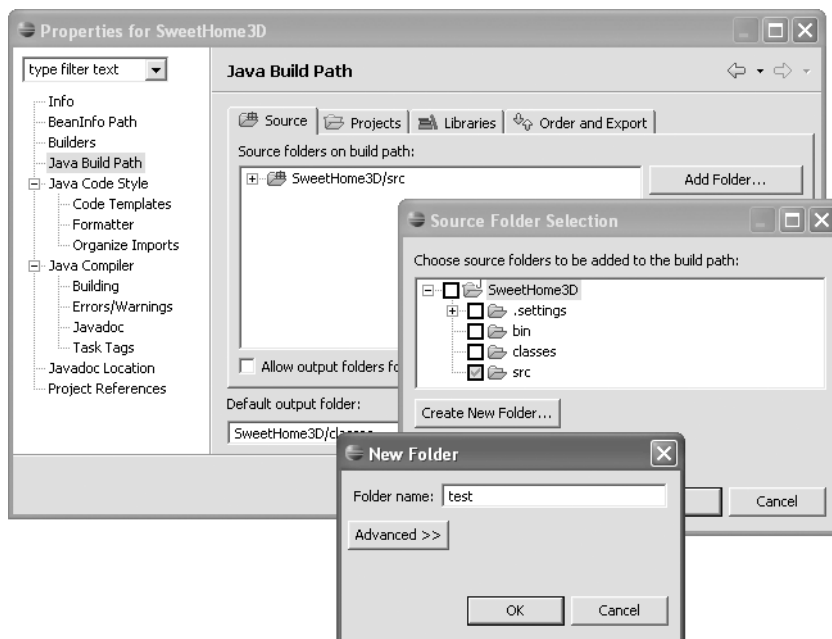 Properties for SweetHome3D
type filter text
Java Build Path
Info
BeanInfo Path
Builders
Java Build Path
Java Code Style
Code Templates
Formatter
Organize Imports
Java Compiler
Building
Errors/Warnings
Javadoc
Task Tags
Javadoc Location
Project References
Source
Projects
Libraries
Order and Export
Source folders on build path:
SweetHome3D/src
Add Folder...
Allow output folders fo
Default output folder:
SweetHome3D/classes
Source Folder Selection
Choose source folders to be added to the build path:
SweetHome3D
.settings
bin
classes
src
Create New Folder...
Cancel
New Folder
Folder name: test
Advanced >>
OK
Cancel